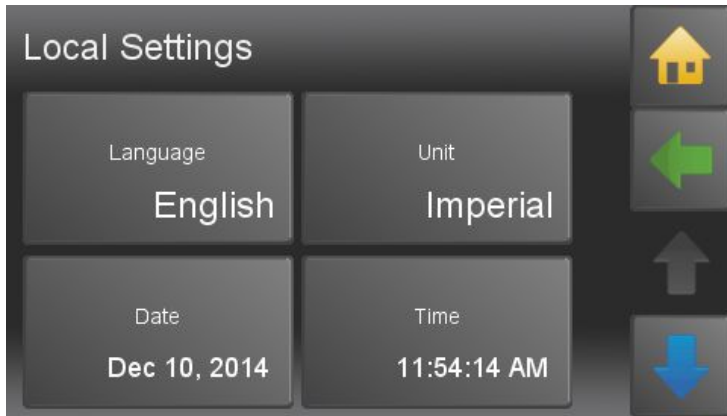 Local Settings
Language
English
Unit
Imperial
Date
Dec 10, 2014
Time
11:54:14 AM